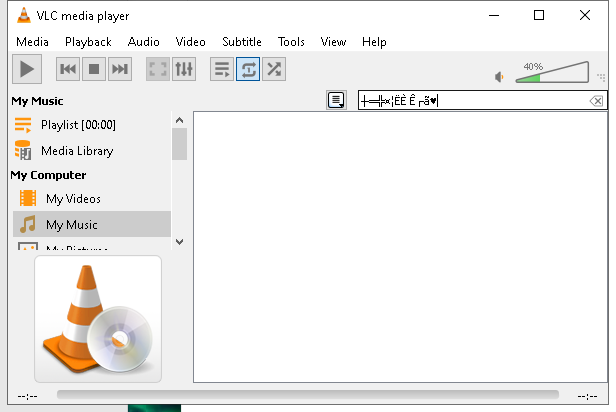 VLC media player
Media Playback Audio Video Subtitle Tools View Help
40%
My Music
Playlist [00:00]
Media Library
My Computer
My Videos
My Music
My Pictures
--:-- --:--